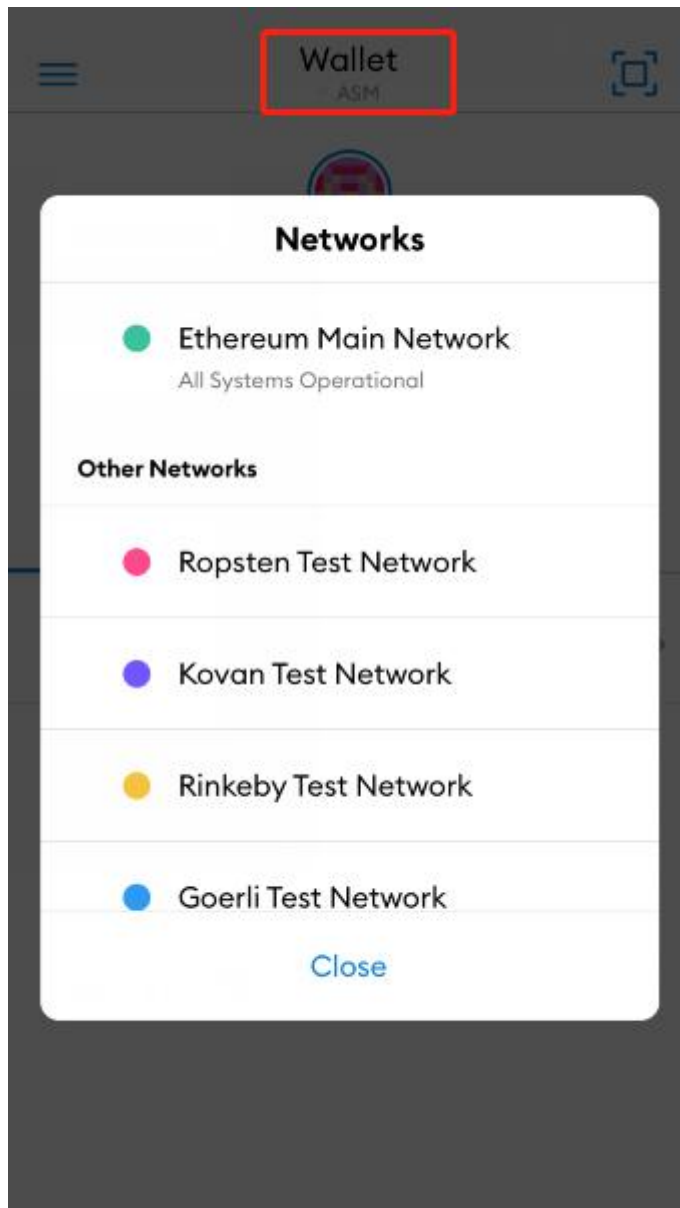 Wallet
ASM
Networks
Ethereum Main Network
All Systems Operational
Other Networks
Ropsten Test Network
Kovan Test Network
Rinkeby Test Network
Goerli Test Network
Close